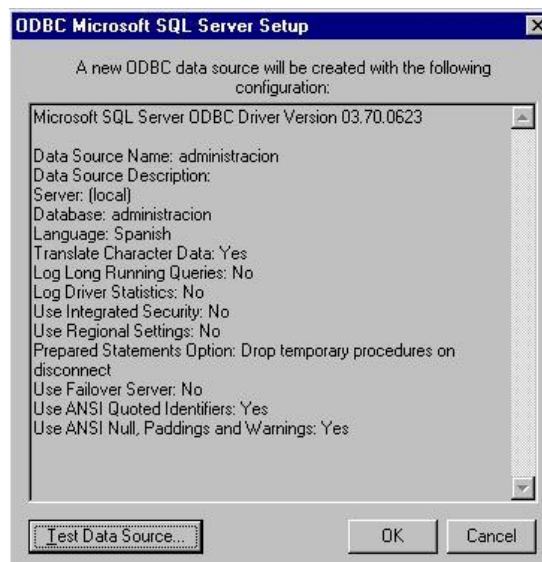 ODBC Microsoft SQL Server Setup
A new ODBC data source will be created with the following
configuration:
Microsoft SQL Server ODBC Driver Version 03.70.0623
Data Source Name: administracion
Data Source Description:
Server: (local)
Database: administracion
Language: Spanish
Translate Character Data: Yes
Log Long Running Queries: No
Log Driver Statistics: No
Use Integrated Security: No
Use Regional Settings: No
Prepared Statements Option: Drop temporary procedures on
disconnect
Use Failover Server: No
Use ANSI Quoted Identifiers: Yes
Use ANSI Null, Paddings and Warnings: Yes
Test Data Source... OK Cancel